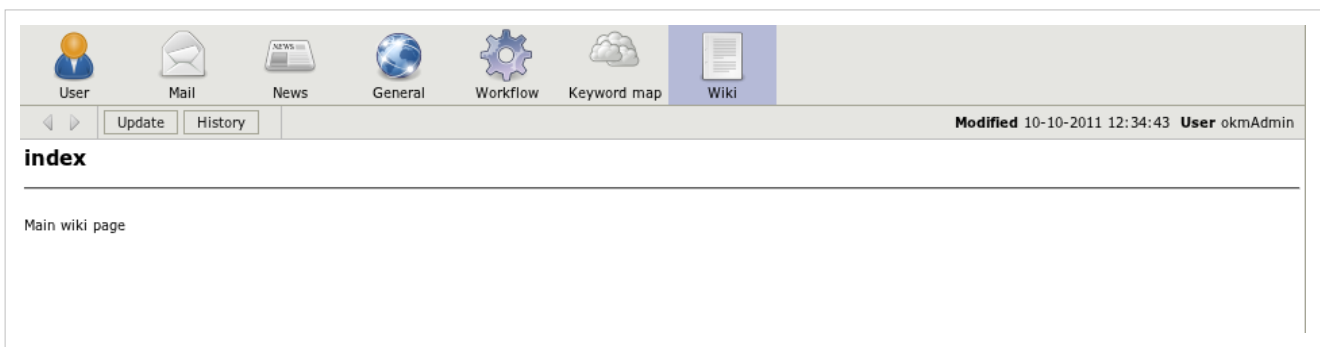 NEWS
User Mail News General Workflow Keyword map Wiki
Update History Modified 10-10-2011 12:34:43 User okmAdmin
index
Main wiki page